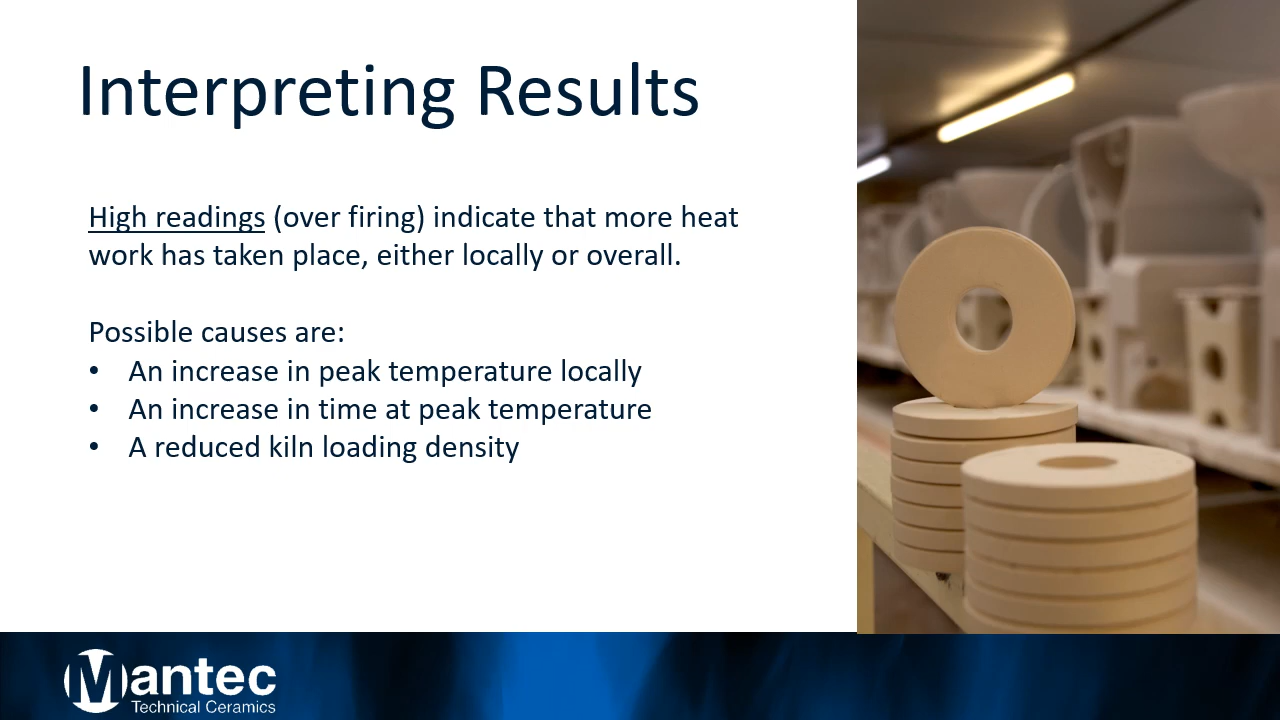 Interpreting Results
High readings (over firing) indicate that more heat
work has taken place, either locally or overall.
Possible causes are:
• An increase in peak temperature locally
• An increase in time at peak temperature
• A reduced kiln loading density
Mantec
Technical Ceramics